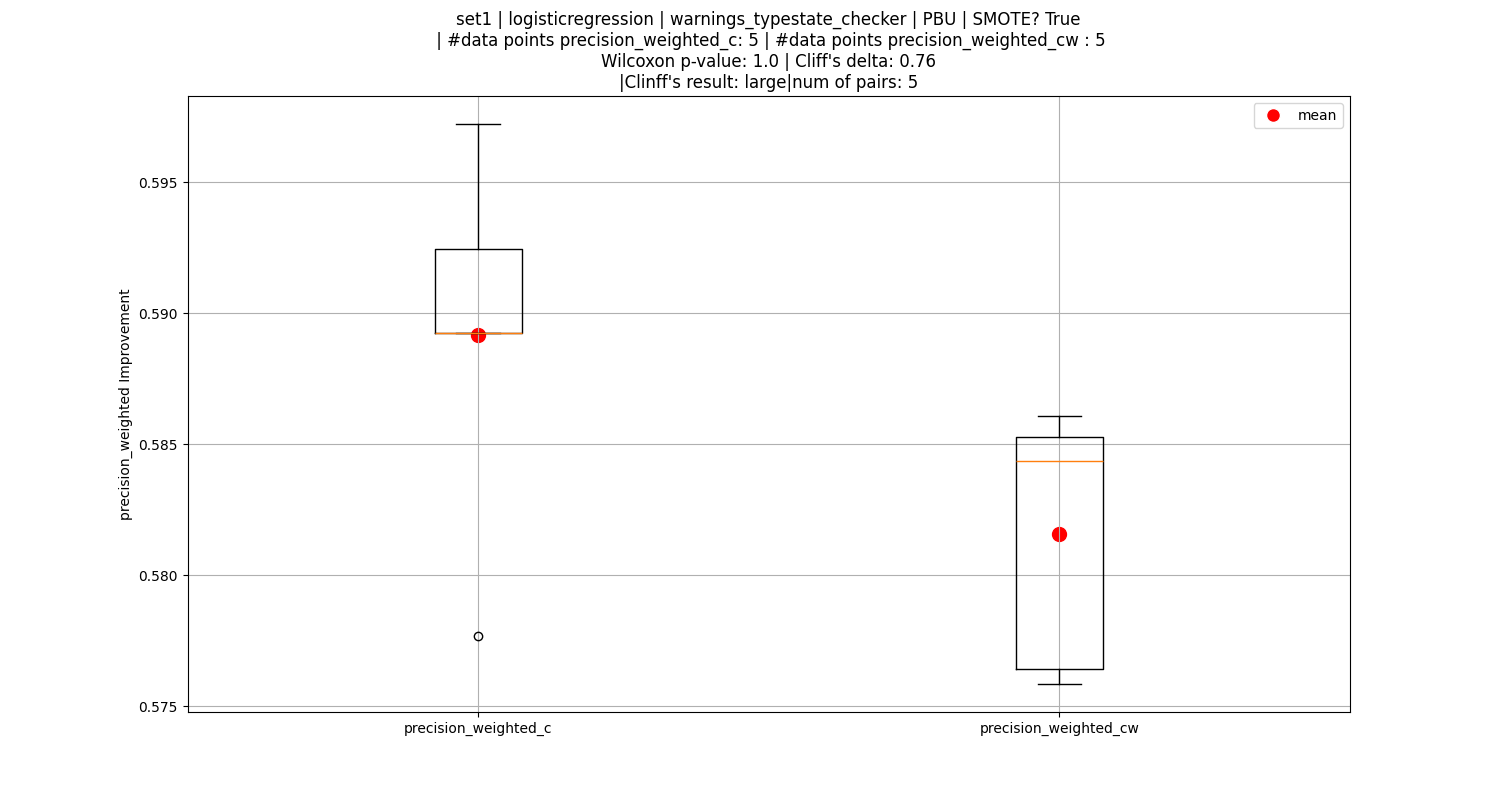 set1 | logisticregression | warnings_typestate_checker | PBU | SMOTE? True
| #data points precision_weighted_c: 5 | #data points precision_weighted_cw : 5
Wilcoxon p-value: 1.0 | Cliff's delta: 0.76
|Clinff's result: large|num of pairs: 5
mean
0.595
0.590
0.585
0.580
0.575
precision_weighted Improvement
precision_weighted_c
precision_weighted_cw